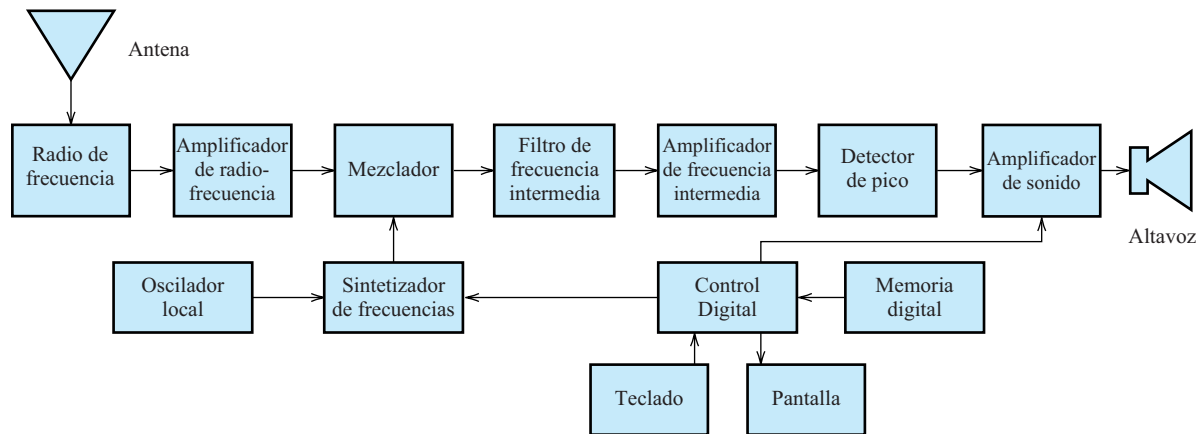 Antena
Radio de
frecuencia
Amplificador
de radio-
frecuencia
Mezclador
Filtro de
frecuencia
intermedia
Amplificador
de frecuencia
intermedia
Detector
de pico
Amplificador
de sonido
Altavoz
Oscilador
local
Sintetizador
de frecuencias
Control
Digital
Memoria
digital
Teclado
Pantalla